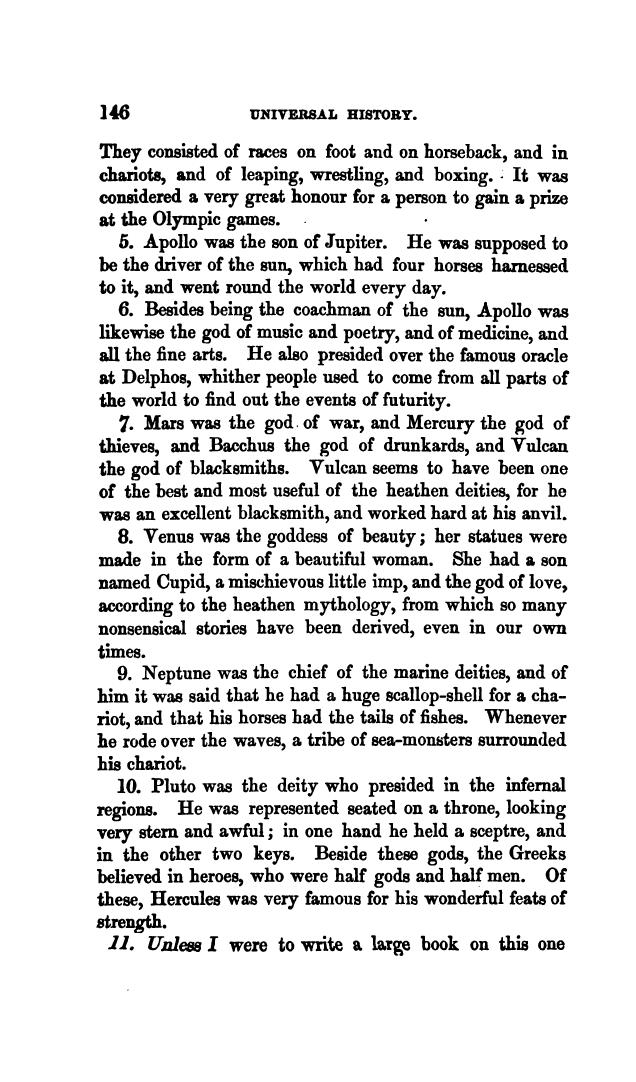 146 UNIVERSAL HISTORY.
They consisted of races on foot and on horseback, and in
chariots, and of leaping, wrestling, and boxing. It was
considered a very great honour for a person to gain a prize
at the Olympic games.
5. Apollo was the son of Jupiter. He was supposed to
be the driver of the sun, which had four horses harnessed
to it, and went round the world every day.
6. Besides being the coachman of the sun, Apollo was
likewise the god of music and poetry, and of medicine, and
all the fine arts. He also presided over the famous oracle
at Delphos, whither people used to come from all parts of
the world to find out the events of futurity.
7. Mars was the god of war, and Mercury the god of
thieves, and Bacchus the god of drunkards, and Vulcan
the god of blacksmiths. Vulcan seems to have been one
of the best and most useful of the heathen deities, for he
was an excellent blacksmith, and worked hard at his anvil.
8. Venus was the goddess of beauty; her statues were
made in the form of a beautiful woman. She had a son
named Cupid, a mischievous little imp, and the god of love,
according to the heathen mythology, from which so many
nonsensical stories have been derived, even in our own
times.
9. Neptune was the chief of the marine deities, and of
him it was said that he had a huge scallop-shell for a cha-
riot, and that his horses had the tails of fishes. Whenever
he rode over the waves, a tribe of sea-monsters surrounded
his chariot.
10. Pluto was the deity who presided in the infernal
regions. He was represented seated on a throne, looking
very stern and awful; in one hand he held a sceptre, and
in the other two keys. Beside these gods, the Greeks
believed in heroes, who were half gods and half men. Of
these, Hercules was very famous for his wonderful feats of
strength.
11. Unless I were to write a large book on this one